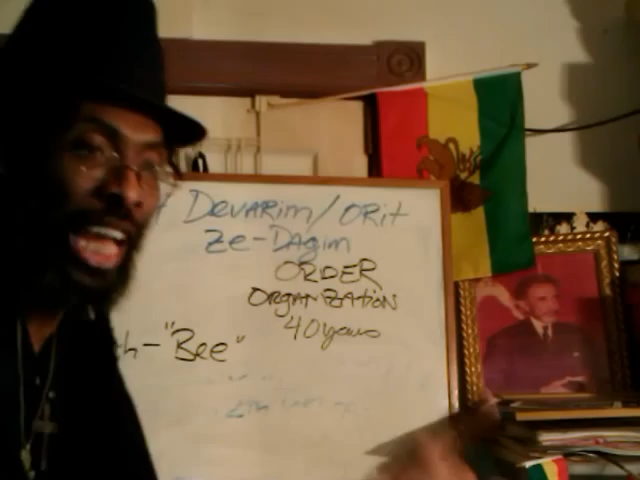 DEVARIM/ORIT
ZE-DAGIM
ORDER
ORGANIZATION
40 years
h-"Bee"